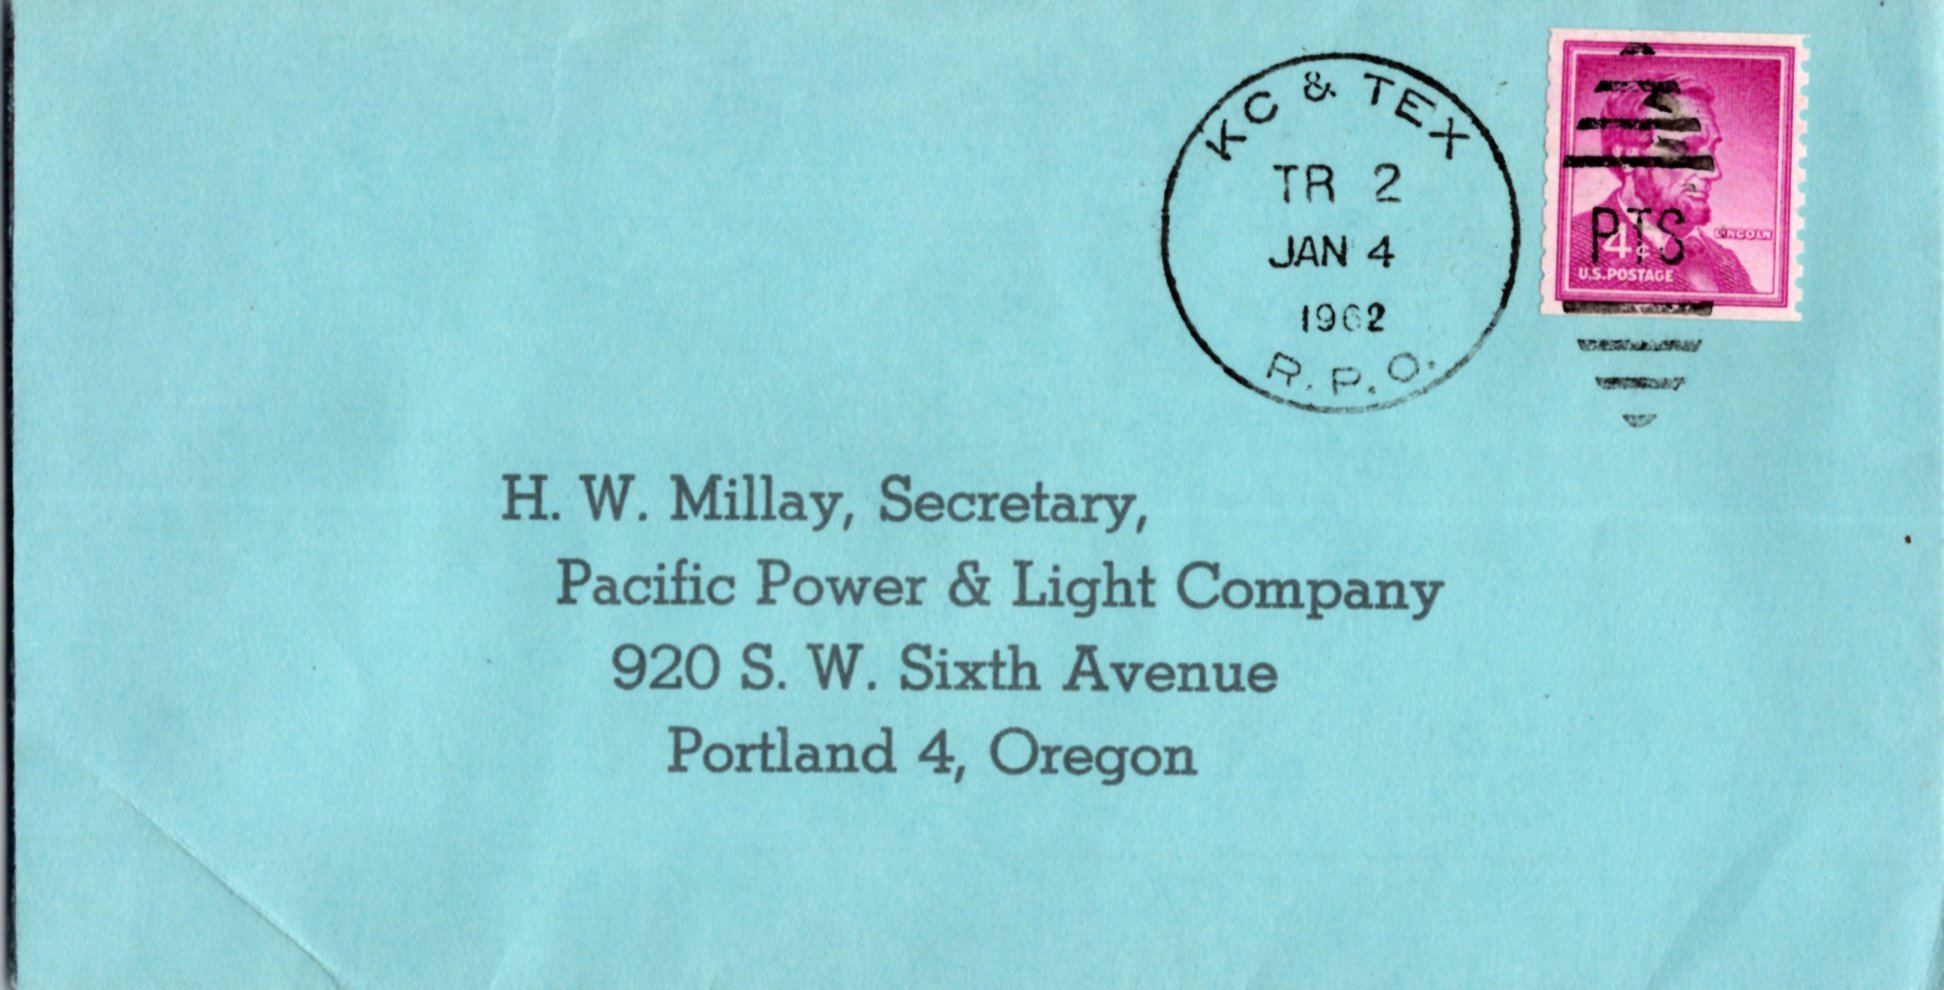 KC & TEX
TR 2
JAN 4
1962
R.P.O.
PTS
LINCOLN
4¢
U.S. POSTAGE
H. W. Millay, Secretary,
Pacific Power & Light Company
920 S. W. Sixth Avenue
Portland 4, Oregon